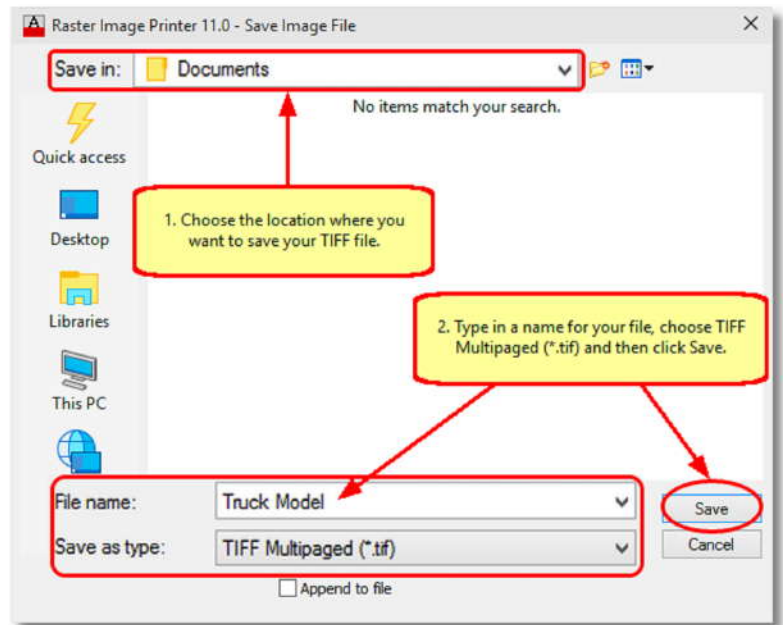 Raster Image Printer 11.0 - Save Image File
Save in: Documents
No items match your search.
Quick access
1. Choose the location where you
want to save your TIFF file.
Desktop
Libraries
2. Type in a name for your file, choose TIFF
Multipaged (*.tif) and then click Save.
This PC
File name: Truck Model
Save
Save as type: TIFF Multipaged (*.tif)
Cancel
Append to file